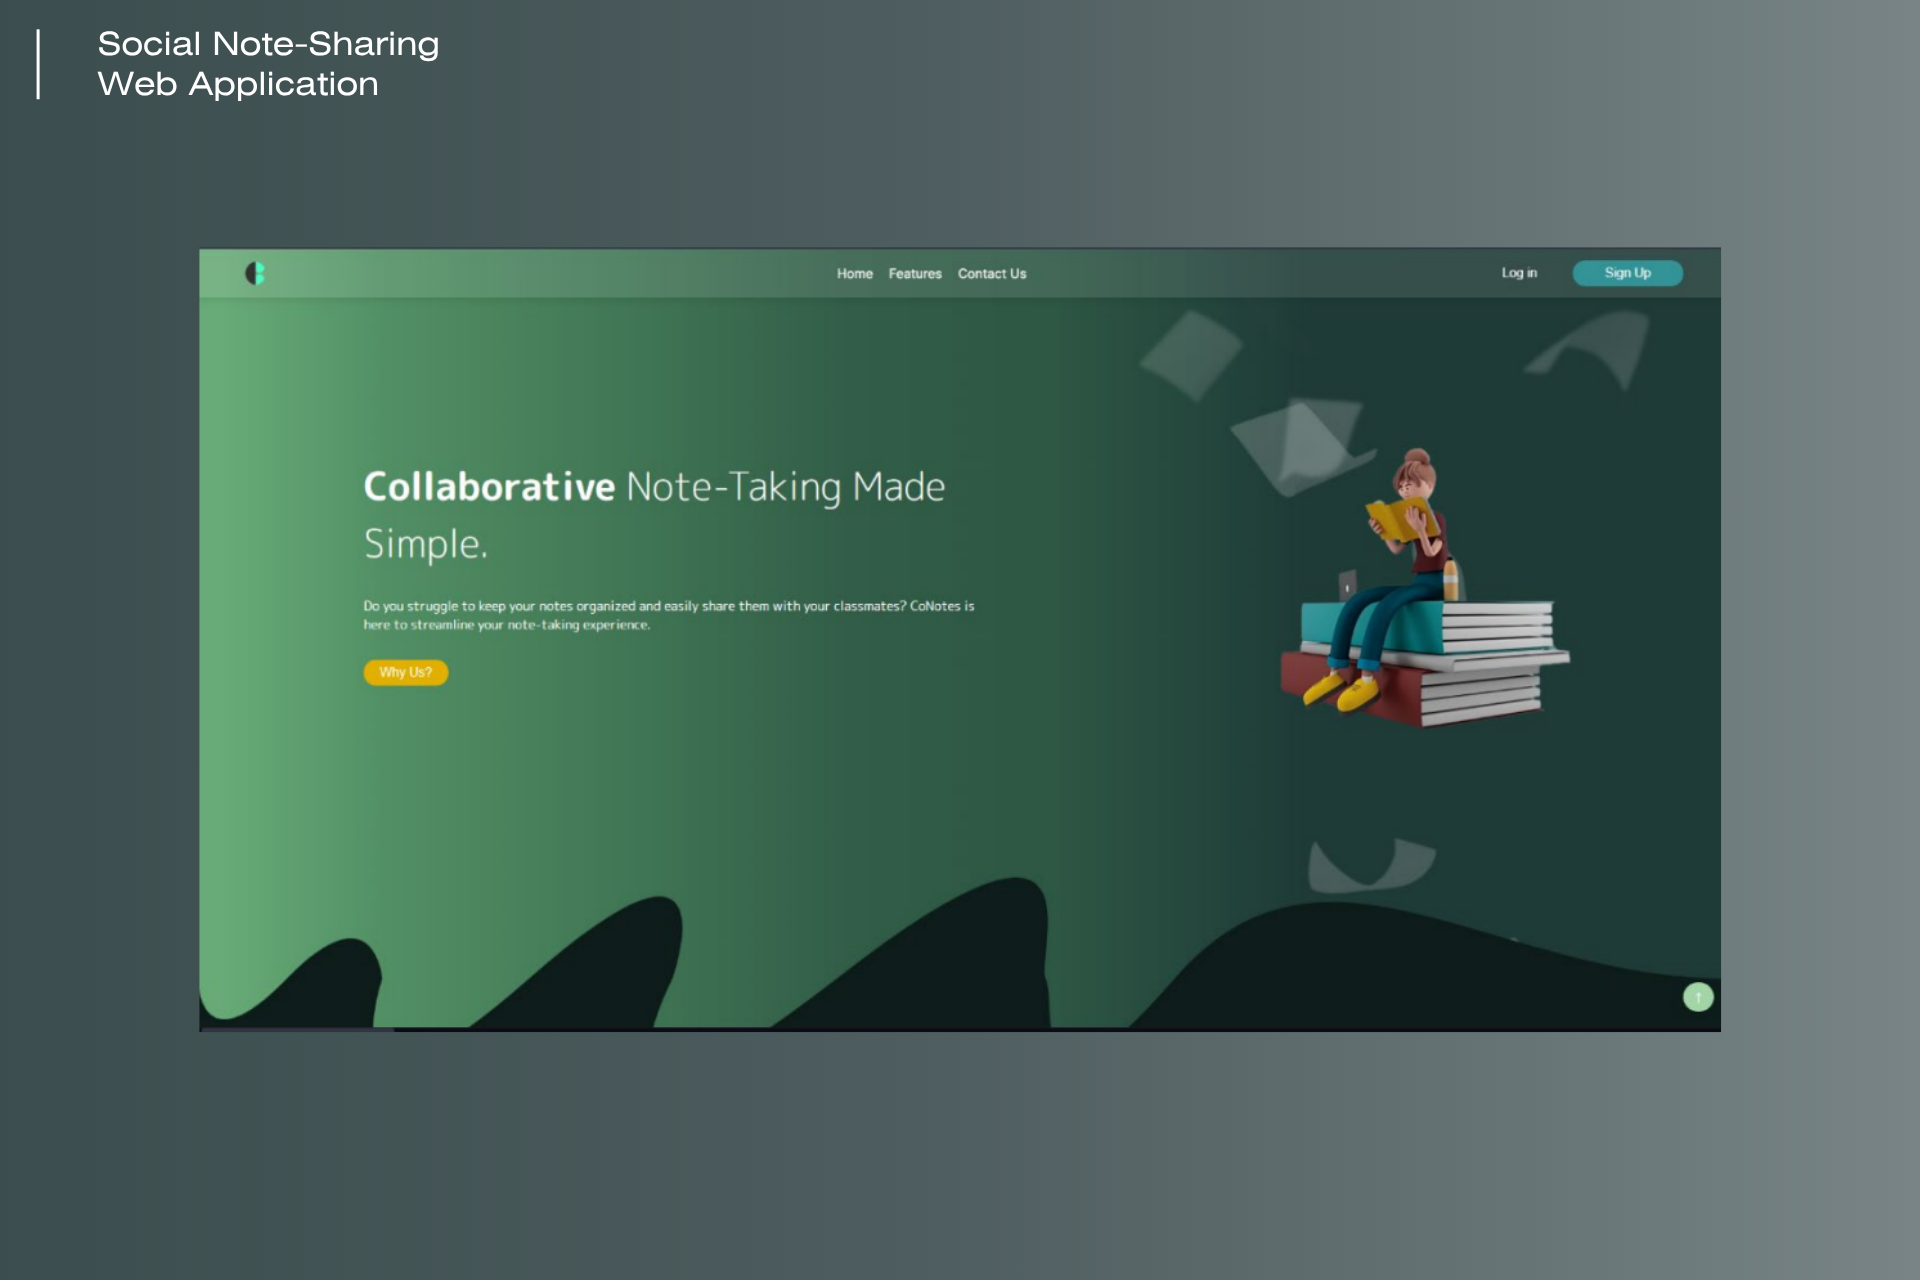 Social Note-Sharing
Web Application
Home Features Contact Us
Log in
Sign Up
Collaborative Note-Taking Made
Simple.
Do you struggle to keep your notes organized and easily share them with your classmates? CoNotes is
here to streamline your note-taking experience.
Why Us?
↑